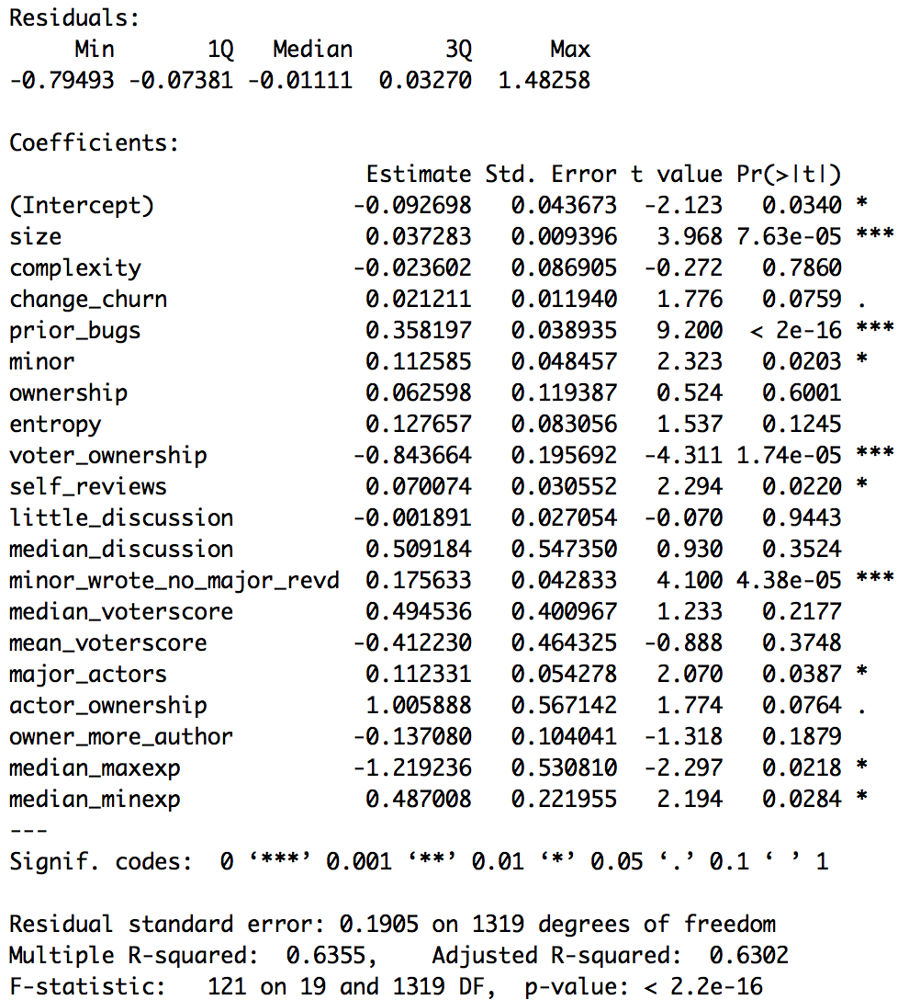 Residuals:
     Min       1Q   Median       3Q      Max
-0.79493 -0.07381 -0.01111  0.03270  1.48258

Coefficients:
                         Estimate Std. Error t value Pr(>|t|)
(Intercept)             -0.092698   0.043673  -2.123   0.0340 *
size                     0.037283   0.009396   3.968 7.63e-05 ***
complexity              -0.023602   0.086905  -0.272   0.7860
change_churn             0.021211   0.011940   1.776   0.0759 .
prior_bugs               0.358197   0.038935   9.200  < 2e-16 ***
minor                    0.112585   0.048457   2.323   0.0203 *
ownership                0.062598   0.119387   0.524   0.6001
entropy                  0.127657   0.083056   1.537   0.1245
voter_ownership         -0.843664   0.195692  -4.311 1.74e-05 ***
self_reviews             0.070074   0.030552   2.294   0.0220 *
little_discussion       -0.001891   0.027054  -0.070   0.9443
median_discussion        0.509184   0.547350   0.930   0.3524
minor_wrote_no_major_revd 0.175633   0.042833   4.100 4.38e-05 ***
median_voterscore        0.494536   0.400967   1.233   0.2177
mean_voterscore         -0.412230   0.464325  -0.888   0.3748
major_actors             0.112331   0.054278   2.070   0.0387 *
actor_ownership          1.005888   0.567142   1.774   0.0764 .
owner_more_author       -0.137080   0.104041  -1.318   0.1879
median_maxexp           -1.219236   0.530810  -2.297   0.0218 *
median_minexp            0.487008   0.221955   2.194   0.0284 *
---
Signif. codes:  0 ‘***’ 0.001 ‘**’ 0.01 ‘*’ 0.05 ‘.’ 0.1 ‘ ’ 1

Residual standard error: 0.1905 on 1319 degrees of freedom
Multiple R-squared:  0.6355,	Adjusted R-squared:  0.6302
F-statistic:   121 on 19 and 1319 DF,  p-value: < 2.2e-16